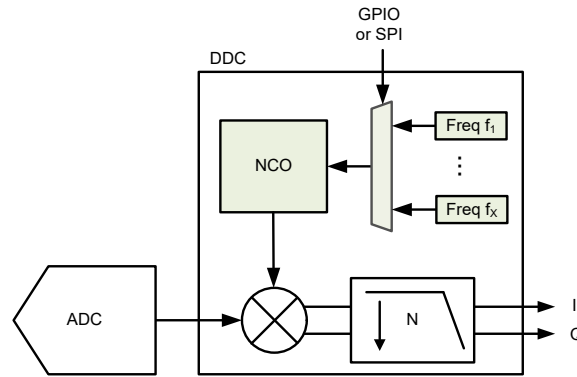 GPIO
or SPI
DDC
Freq f1
NCO
⋮
Freq fX
I
ADC
N
Q